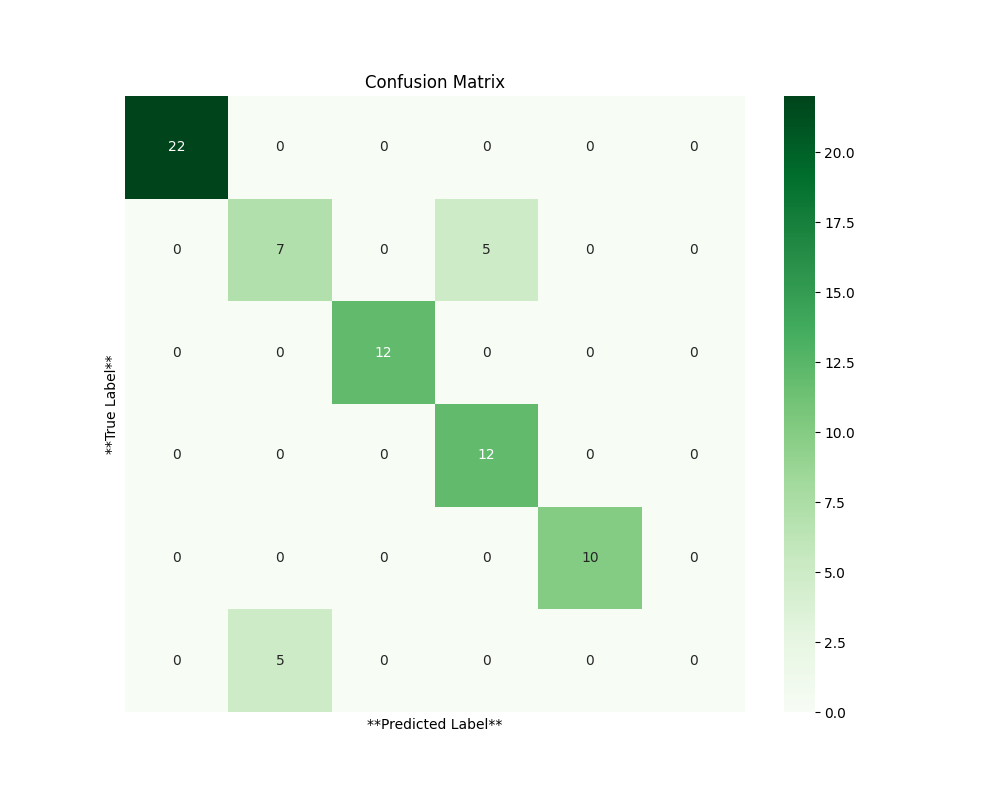 Confusion Matrix
22 0 0 0 0 0
0 7 0 5 0 0
0 0 12 0 0 0
0 0 0 12 0 0
0 0 0 0 10 0
0 5 0 0 0 0
**True Label**
**Predicted Label**
20.0
17.5
15.0
12.5
10.0
7.5
5.0
2.5
0.0